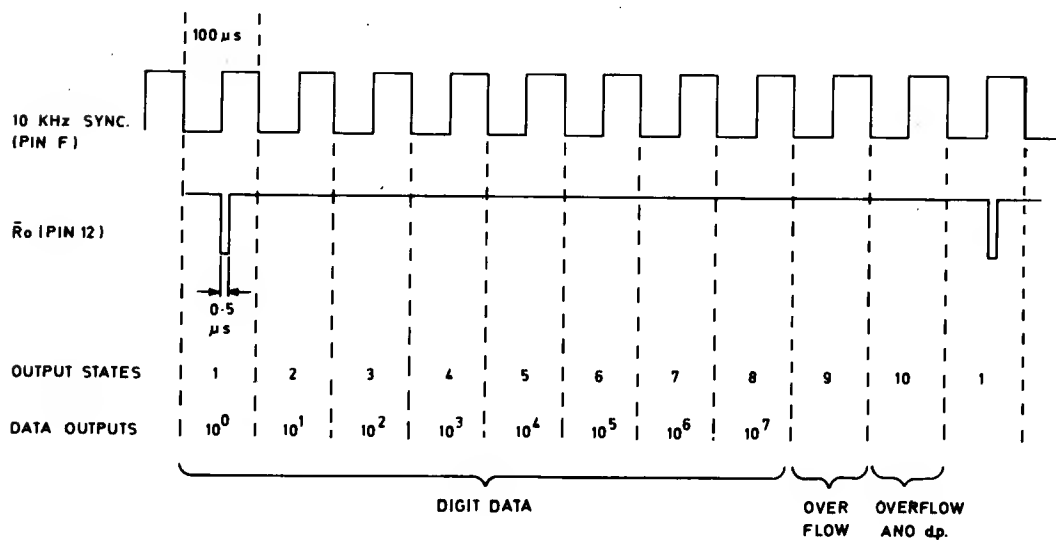 100 µs
10 KHz SYNC.
(PIN F)
R̄o (PIN 12)
0·5
µs
OUTPUT STATES 1 2 3 4 5 6 7 8 9 10 1
DATA OUTPUTS 10⁰ 10¹ 10² 10³ 10⁴ 10⁵ 10⁶ 10⁷
DIGIT DATA
OVER
FLOW
OVERFLOW
ANO d.p.